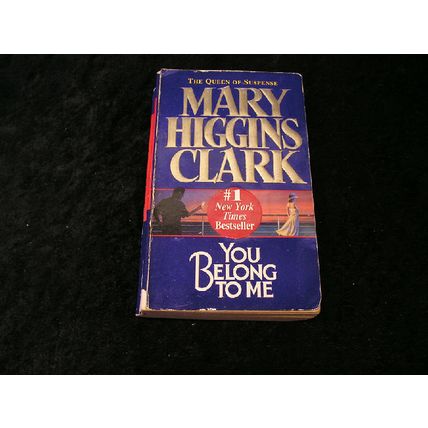 THE QUEEN OF SUSPENSE
MARY
HIGGINS
CLARK
#1
New York
Times
Bestseller
YOU
BELONG
TO ME